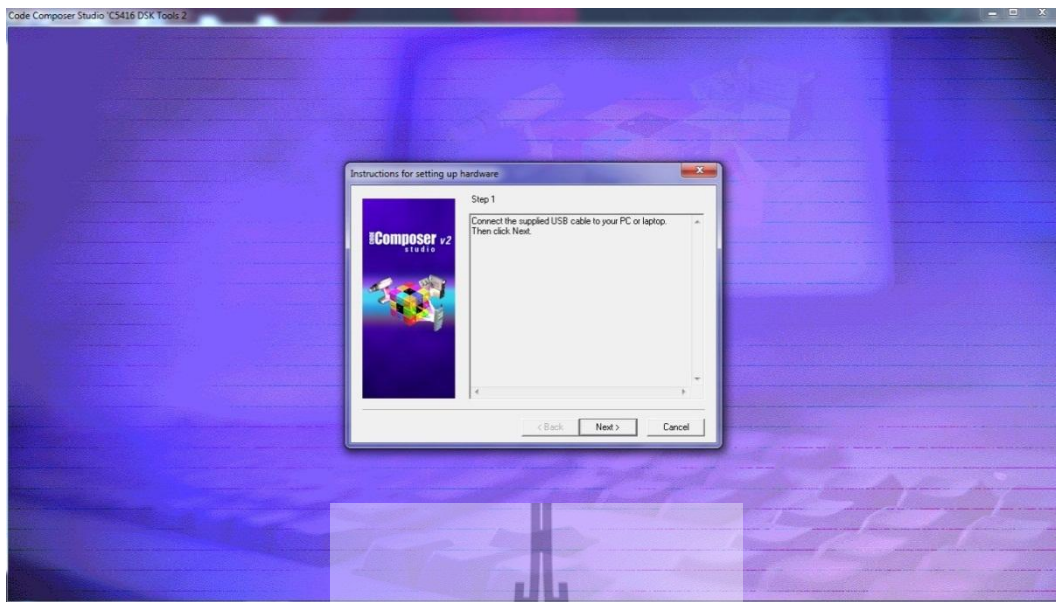 Code Composer Studio 'C5416 DSK Tools 2
Instructions for setting up hardware
Step 1
Connect the supplied USB cable to your PC or laptop.
Then click Next.
CODE Composer v2
studio
< Back
Next >
Cancel